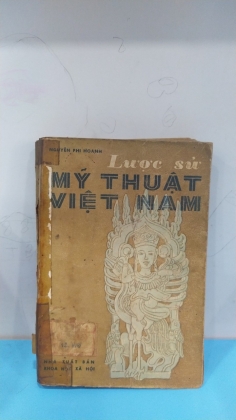 NGUYỄN PHI HOANH
Lược sử
MỸ THUẬT
VIỆT NAM
NHÀ XUẤT BẢN
KHOA HỌC XÃ HỘI